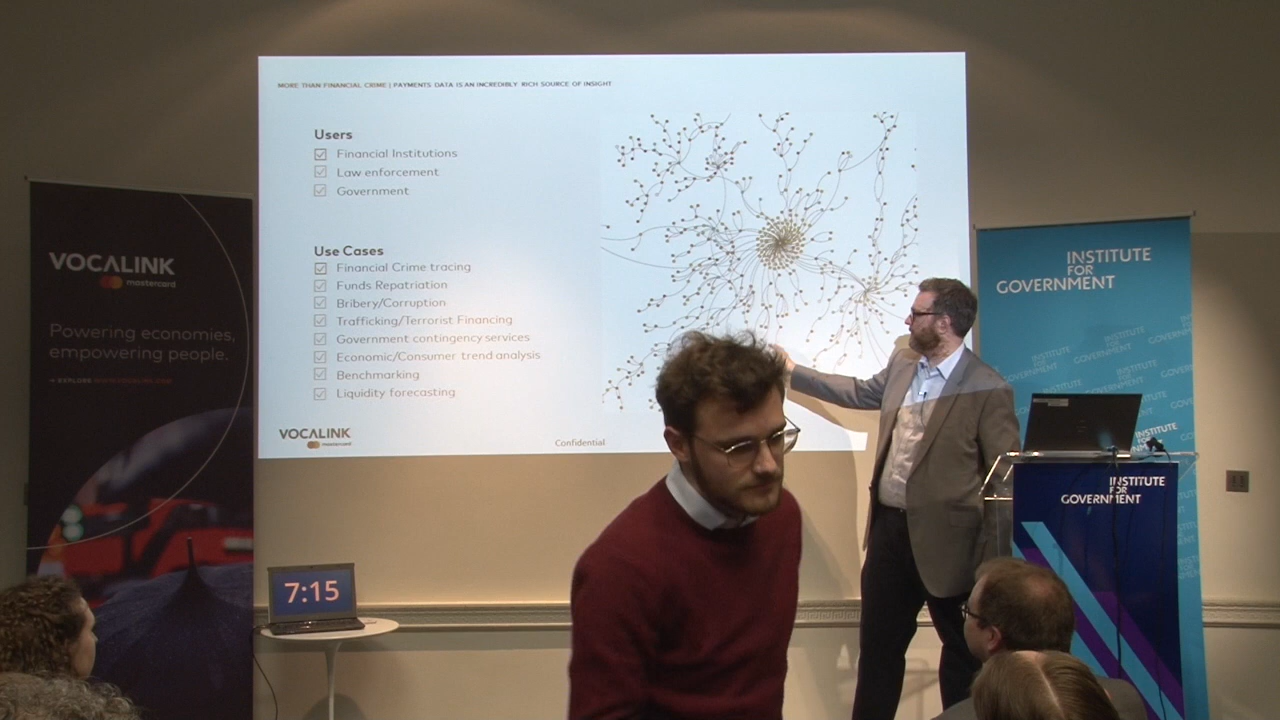 MORE THAN FINANCIAL CRIME | PAYMENTS DATA IS AN INCREDIBLY RICH SOURCE OF INSIGHT
Users
Financial Institutions
Law enforcement
Government
Use Cases
Financial Crime tracing
Funds Repatriation
Bribery/Corruption
Trafficking/Terrorist Financing
Government contingency services
Economic/Consumer trend analysis
Benchmarking
Liquidity forecasting
VOCALINK
mastercard
Confidential
VOCALINK
mastercard
Powering economies,
empowering people.
EXPLORE
7:15
INSTITUTE
FOR
GOVERNMENT
INSTITUTE
FOR
GOVERNMENT